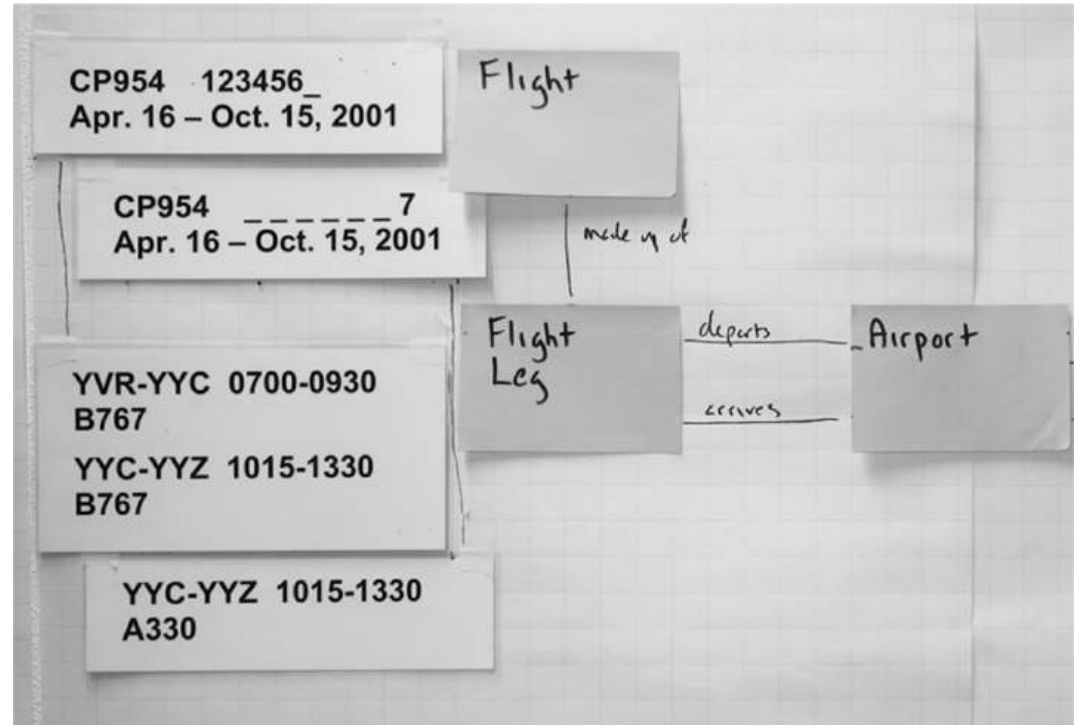 CP954 123456_
Apr. 16 – Oct. 15, 2001
Flight
CP954 _ _ _ _ _ _ 7
Apr. 16 – Oct. 15, 2001
made up of
Flight
Leg
departs
Airport
arrives
YVR-YYC 0700-0930
B767
YYC-YYZ 1015-1330
B767
YYC-YYZ 1015-1330
A330